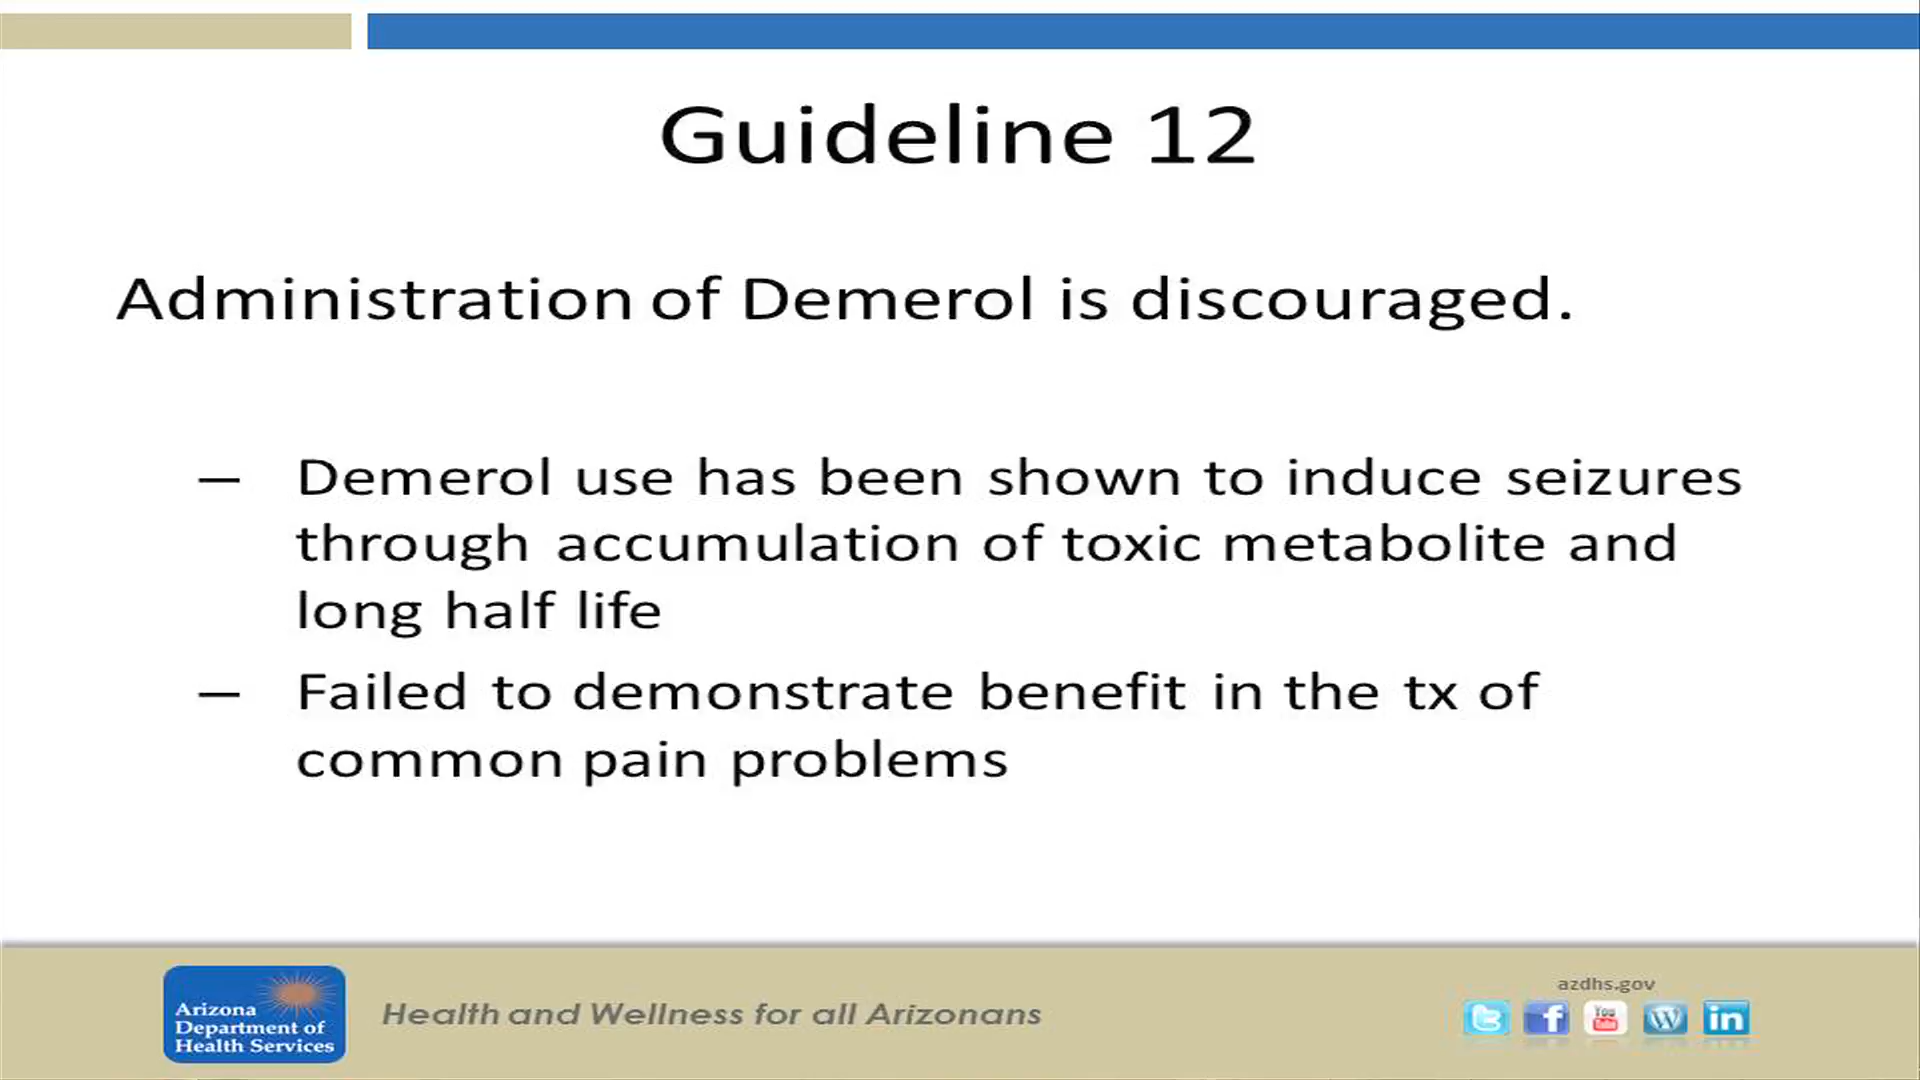 Guideline 12
Administration of Demerol is discouraged.
– Demerol use has been shown to induce seizures
through accumulation of toxic metabolite and
long half life
– Failed to demonstrate benefit in the tx of
common pain problems
Arizona
Department of
Health Services
Health and Wellness for all Arizonans
azdhs.gov
You
Tube